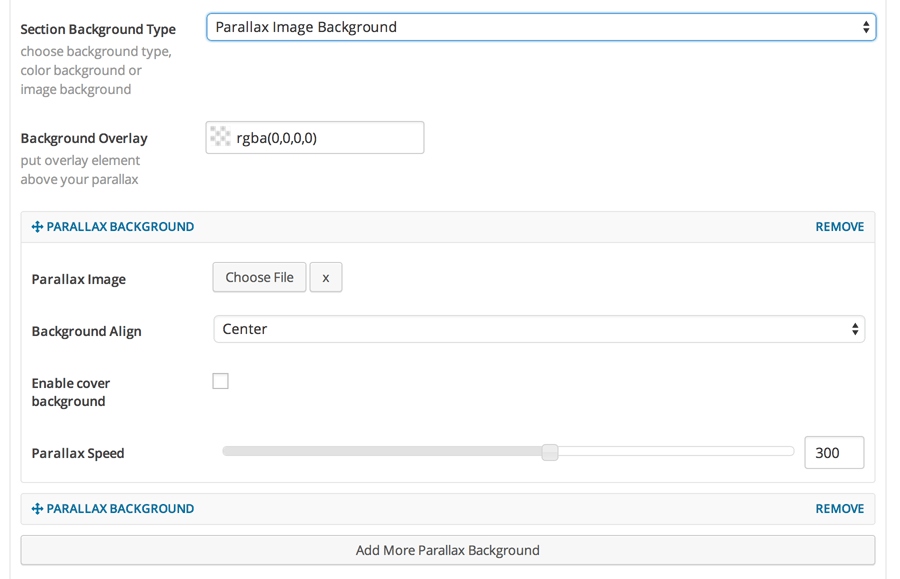 Section Background Type
Parallax Image Background
choose background type,
color background or
image background
Background Overlay
rgba(0,0,0,0)
put overlay element
above your parallax
PARALLAX BACKGROUND
REMOVE
Parallax Image
Choose File
x
Background Align
Center
Enable cover
background
Parallax Speed
300
PARALLAX BACKGROUND
REMOVE
Add More Parallax Background